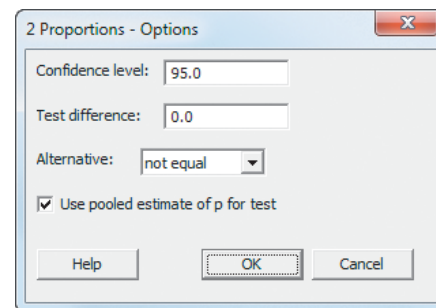 2 Proportions - Options
Confidence level: 95.0
Test difference: 0.0
Alternative: not equal
Use pooled estimate of p for test
Help OK Cancel